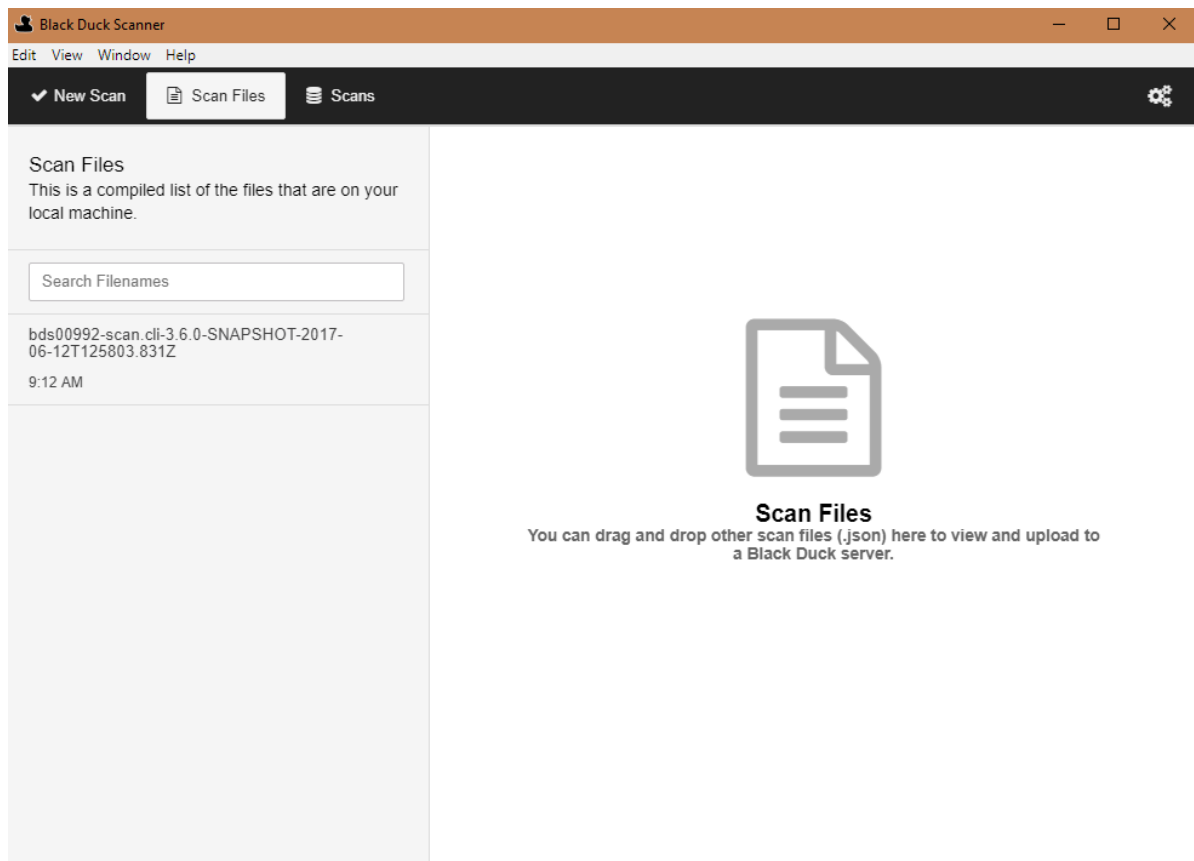 Black Duck Scanner
Edit View Window Help
New Scan Scan Files Scans
Scan Files
This is a compiled list of the files that are on your
local machine.
Search Filenames
bds00992-scan.cli-3.6.0-SNAPSHOT-2017-
06-12T125803.831Z
9:12 AM
Scan Files
You can drag and drop other scan files (.json) here to view and upload to
a Black Duck server.